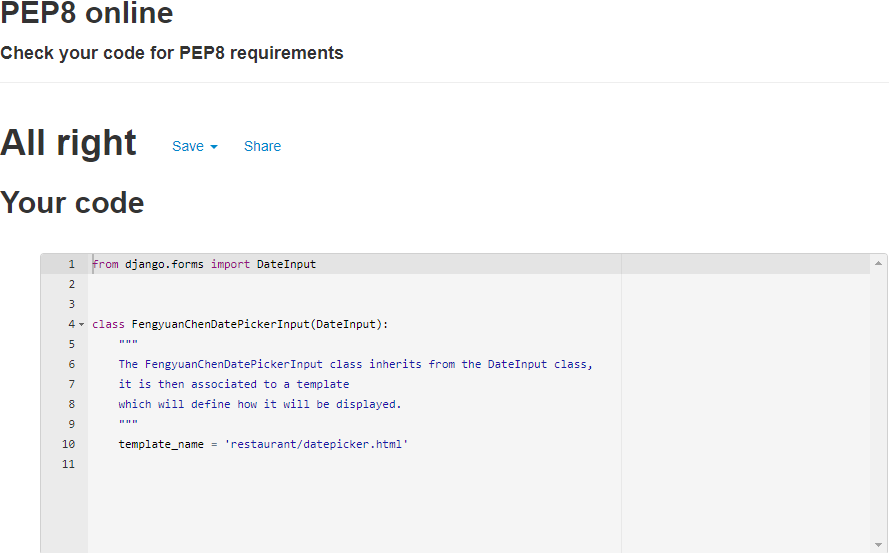 PEP8 online
Check your code for PEP8 requirements
All right Save Share
Your code
1 from django.forms import DateInput
2
3
4 class FengyuanChenDatePickerInput(DateInput):
5 """
6 The FengyuanChenDatePickerInput class inherits from the DateInput class,
7 it is then associated to a template
8 which will define how it will be displayed.
9 """
10 template_name = 'restaurant/datepicker.html'
11